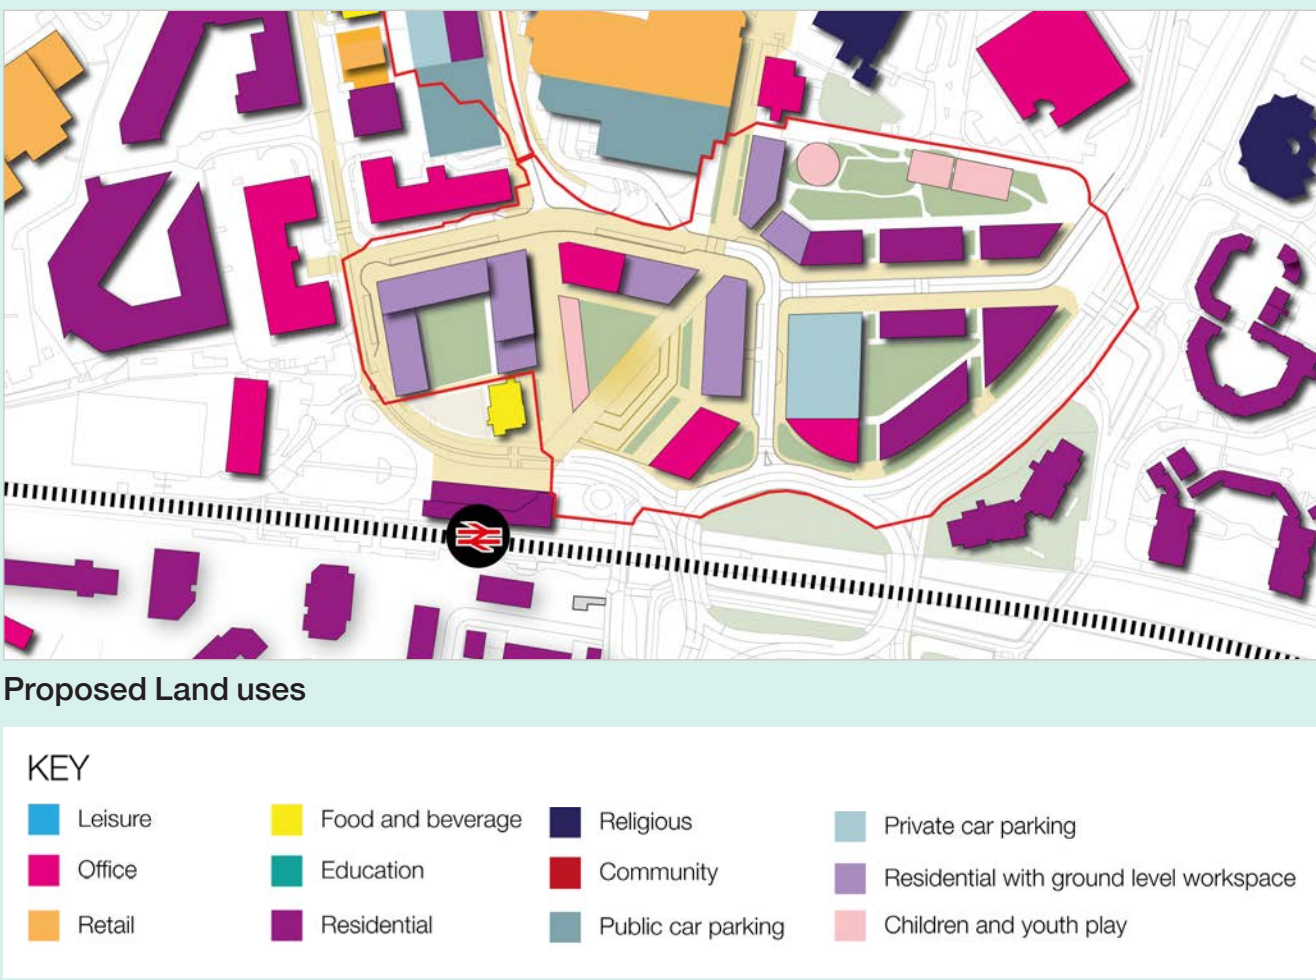 Proposed Land uses
KEY
Leisure
Food and beverage
Religious
Private car parking
Office
Education
Community
Residential with ground level workspace
Retail
Residential
Public car parking
Children and youth play